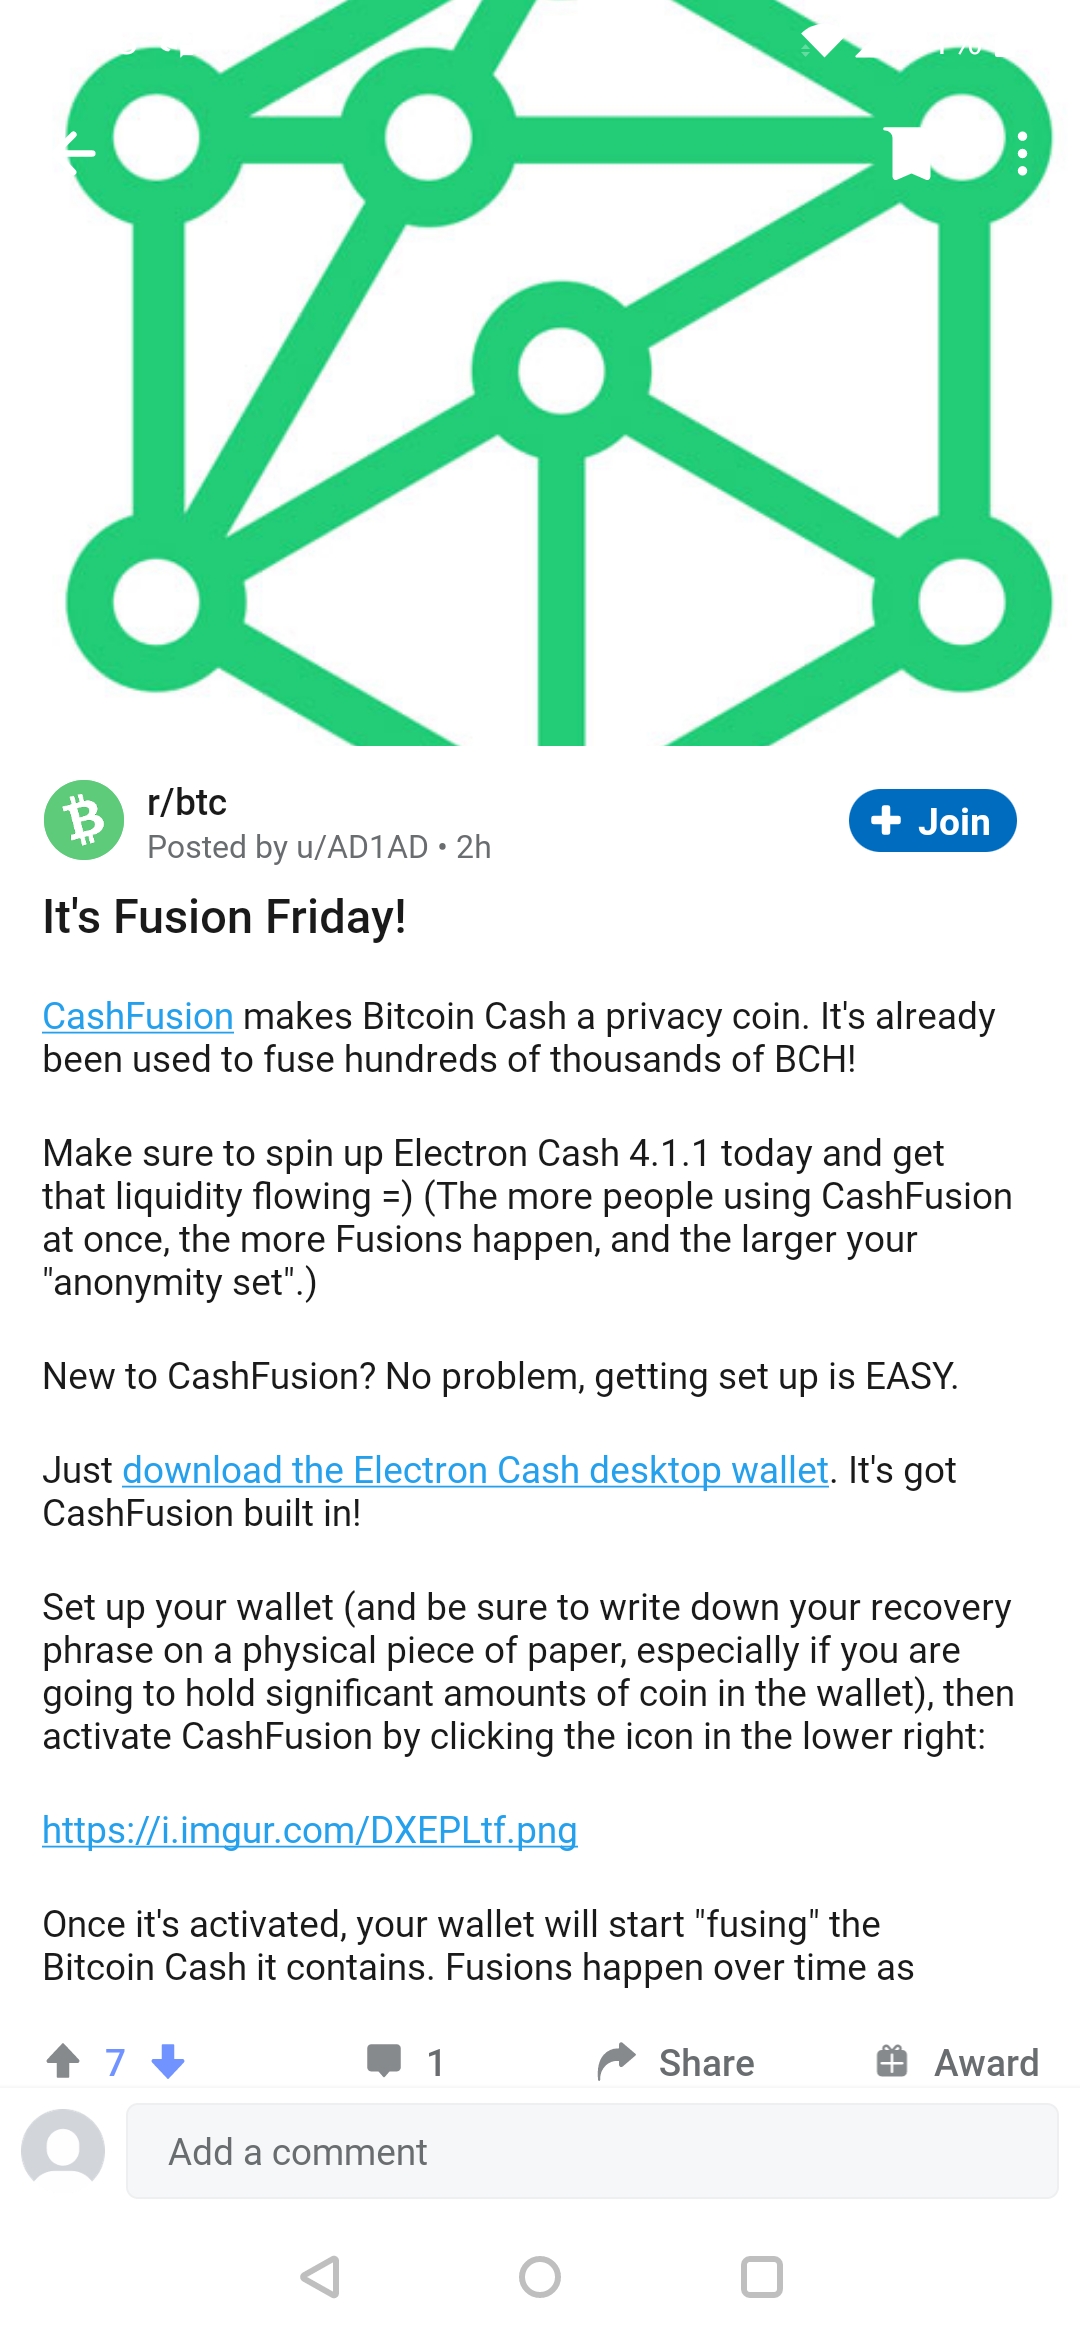 r/btc
Posted by u/AD1AD • 2h
Join
It's Fusion Friday!
CashFusion makes Bitcoin Cash a privacy coin. It's already
been used to fuse hundreds of thousands of BCH!
Make sure to spin up Electron Cash 4.1.1 today and get
that liquidity flowing =) (The more people using CashFusion
at once, the more Fusions happen, and the larger your
"anonymity set".)
New to CashFusion? No problem, getting set up is EASY.
Just download the Electron Cash desktop wallet. It's got
CashFusion built in!
Set up your wallet (and be sure to write down your recovery
phrase on a physical piece of paper, especially if you are
going to hold significant amounts of coin in the wallet), then
activate CashFusion by clicking the icon in the lower right:
https://i.imgur.com/DXEPLtf.png
Once it's activated, your wallet will start "fusing" the
Bitcoin Cash it contains. Fusions happen over time as
7
1
Share
Award
Add a comment